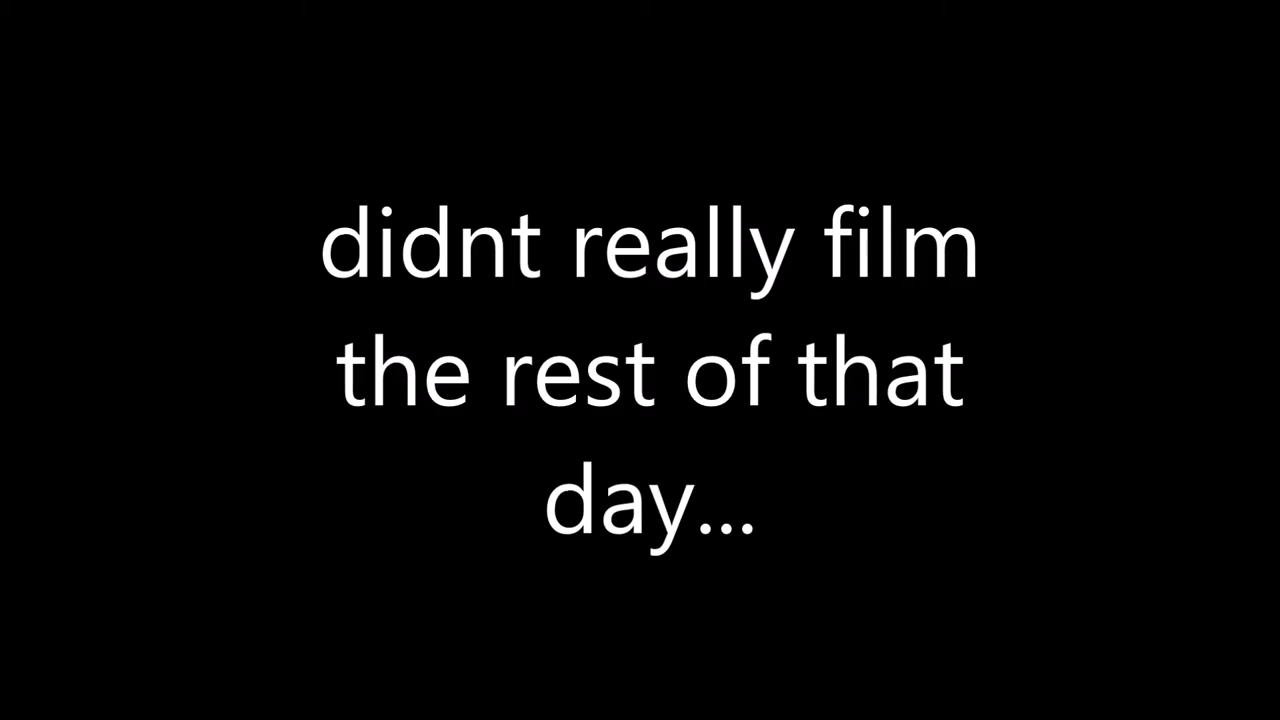 didnt really film
the rest of that
day...